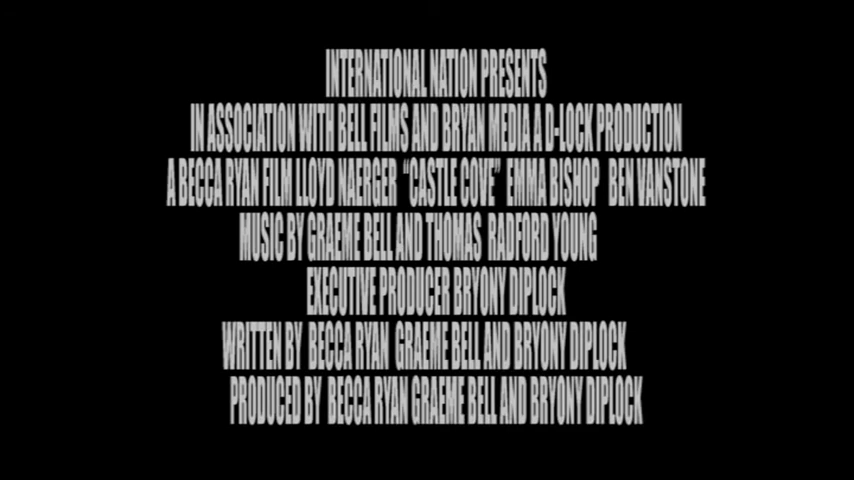 INTERNATIONAL NATION PRESENTS
IN ASSOCIATION WITH BELL FILMS AND BRYAN MEDIA A D-LOCK PRODUCTION
A BECCA RYAN FILM LLOYD NAERGER "CASTLE COVE" EMMA BISHOP BEN VANSTONE
MUSIC BY GRAEME BELL AND THOMAS RADFORD YOUNG
EXECUTIVE PRODUCER BRYONY DIPLOCK
WRITTEN BY BECCA RYAN GRAEME BELL AND BRYONY DIPLOCK
PRODUCED BY BECCA RYAN GRAEME BELL AND BRYONY DIPLOCK